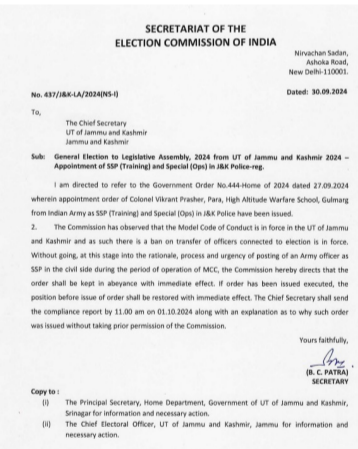 SECRETARIAT OF THE
ELECTION COMMISSION OF INDIA
Nirvachan Sadan,
Ashoka Road,
New Delhi-110001.
No. 437/J&K-LA/2024(NS-I)
Dated: 30.09.2024
To,
The Chief Secretary
UT of Jammu and Kashmir
Jammu and Kashmir
Sub: General Election to Legislative Assembly, 2024 from UT of Jammu and Kashmir 2024 –
Appointment of SSP (Training) and Special (Ops) in J&K Police-reg.
I am directed to refer to the Government Order No.444-Home of 2024 dated 27.09.2024
wherein appointment order of Colonel Vikrant Prasher, Para, High Altitude Warfare School, Gulmarg
from Indian Army as SSP (Training) and Special (Ops) in J&K Police have been issued.
2. The Commission has observed that the Model Code of Conduct is in force in the UT of Jammu
and Kashmir and as such there is a ban on transfer of officers connected to election is in force.
Without going, at this stage into the rationale, process and urgency of posting of an Army officer as
SSP in the civil side during the period of operation of MCC, the Commission hereby directs that the
order shall be kept in abeyance with immediate effect. If order has been issued executed, the
position before issue of order shall be restored with immediate effect. The Chief Secretary shall send
the compliance report by 11.00 am on 01.10.2024 along with an explanation as to why such order
was issued without taking prior permission of the Commission.
Yours faithfully,
(B. C. PATRA)
SECRETARY
Copy to :
(i) The Principal Secretary, Home Department, Government of UT of Jammu and Kashmir,
Srinagar for information and necessary action.
(ii) The Chief Electoral Officer, UT of Jammu and Kashmir, Jammu for information and
necessary action.